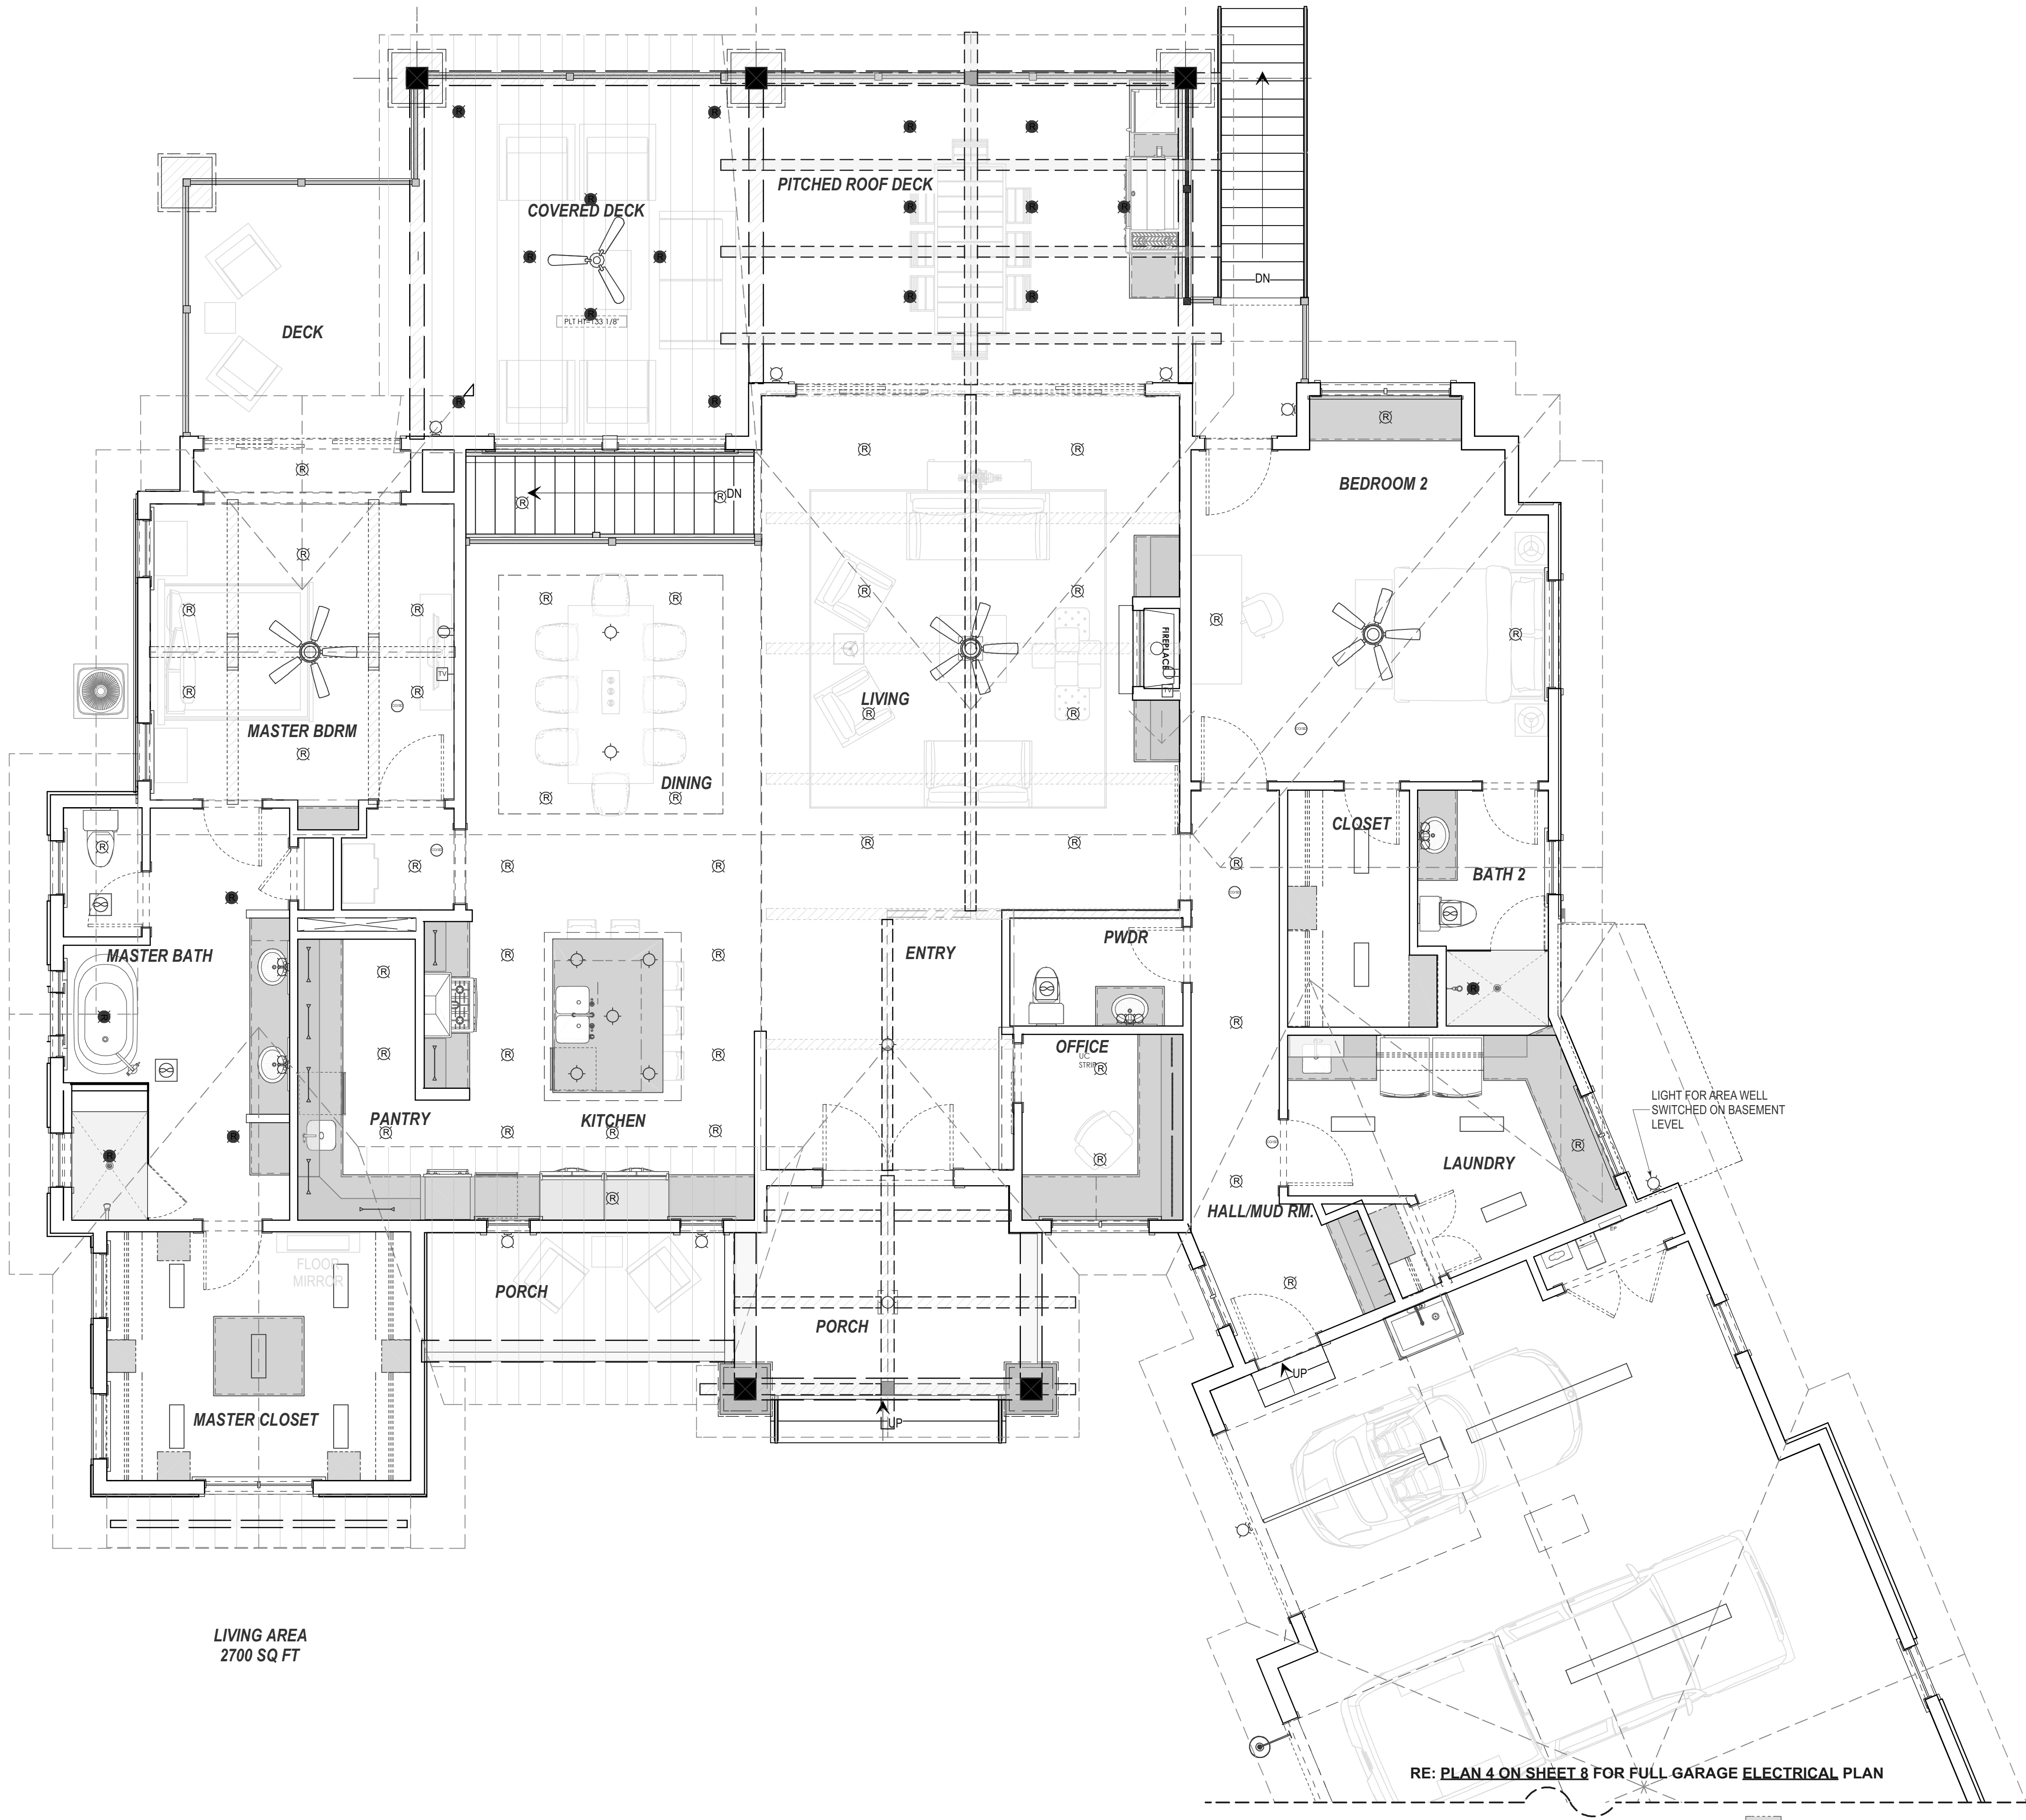 PITCHED ROOF DECK
COVERED DECK
DN
PLT HT=133 1/8"
DECK
BEDROOM 2
DN
FIREPLACE
TV
TV
LIVING
MASTER BDRM
DINING
CLOSET
BATH 2
PWDR
ENTRY
MASTER BATH
OFFICE
UC
STRIP
PANTRY
KITCHEN
LIGHT FOR AREA WELL
SWITCHED ON BASEMENT
LEVEL
LAUNDRY
HALL/MUD RM.
FLOOR
MIRROR
PORCH
PORCH
UP
UP
MASTER CLOSET
LIVING AREA
2700 SQ FT
RE: PLAN 4 ON SHEET 8 FOR FULL GARAGE ELECTRICAL PLAN